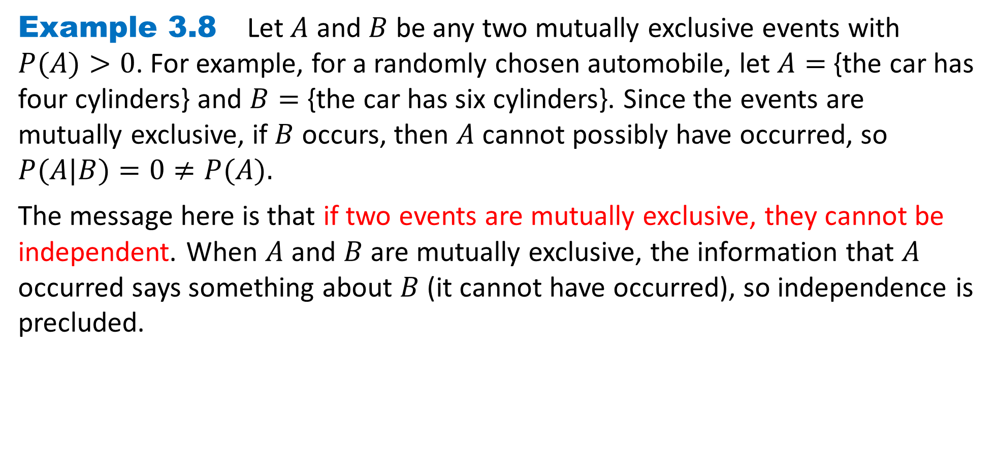 Example 3.8 Let A and B be any two mutually exclusive events with
P(A) > 0. For example, for a randomly chosen automobile, let A = {the car has
four cylinders} and B = {the car has six cylinders}. Since the events are
mutually exclusive, if B occurs, then A cannot possibly have occurred, so
P(A|B) = 0 ≠ P(A).
The message here is that if two events are mutually exclusive, they cannot be
independent. When A and B are mutually exclusive, the information that A
occurred says something about B (it cannot have occurred), so independence is
precluded.